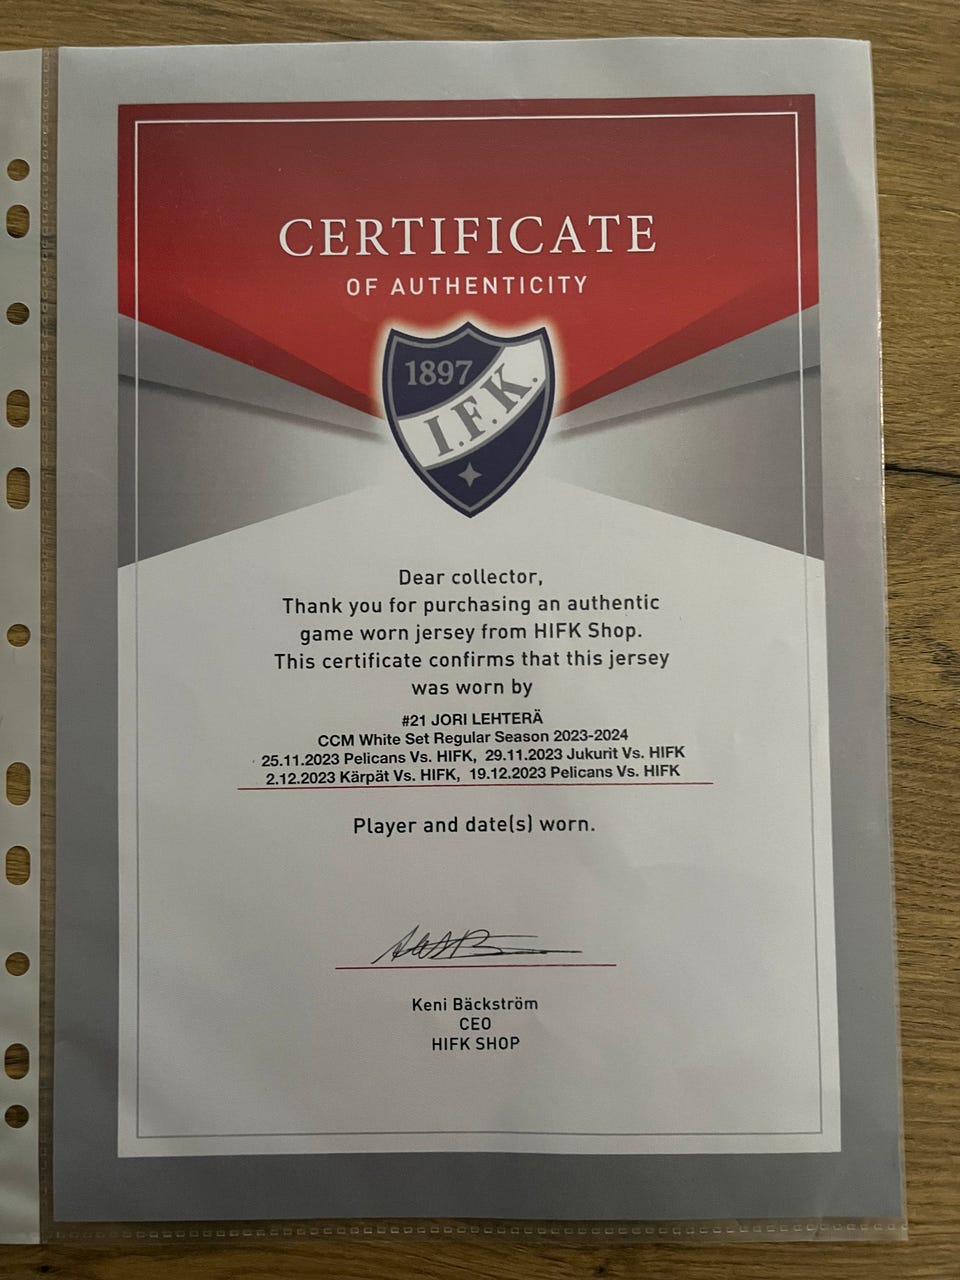 CERTIFICATE
OF AUTHENTICITY
1897
I.F.K.
Dear collector,
Thank you for purchasing an authentic
game worn jersey from HIFK Shop.
This certificate confirms that this jersey
was worn by
#21 JORI LEHTERÄ
CCM White Set Regular Season 2023-2024
25.11.2023 Pelicans Vs. HIFK, 29.11.2023 Jukurit Vs. HIFK
2.12.2023 Kärpät Vs. HIFK, 19.12.2023 Pelicans Vs. HIFK
Player and date(s) worn.
Keni Bäckström
CEO
HIFK SHOP